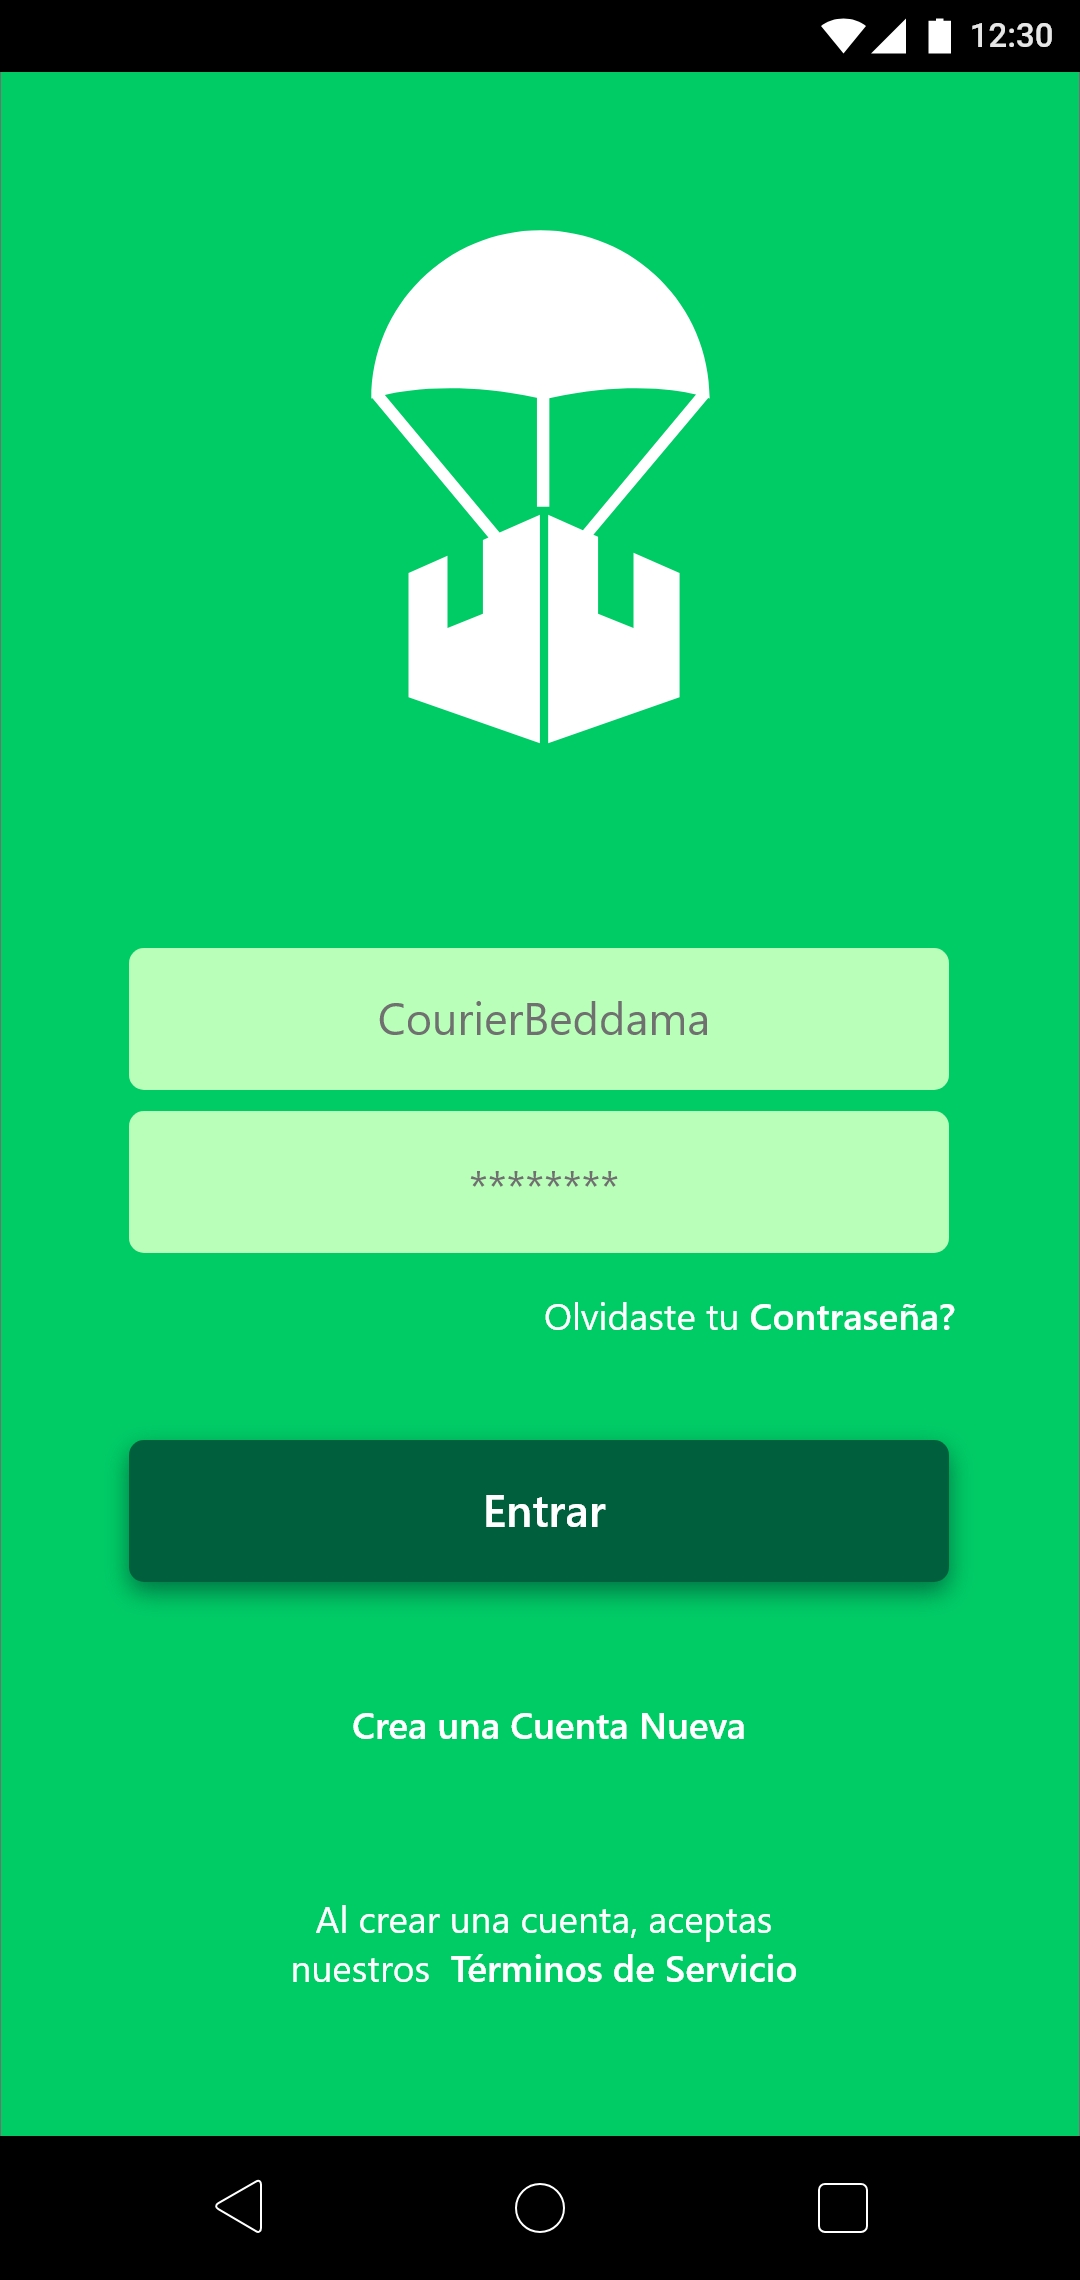 12:30
CourierBeddama
********
Olvidaste tu Contraseña?
Entrar
Crea una Cuenta Nueva
Al crear una cuenta, aceptas
nuestros Términos de Servicio